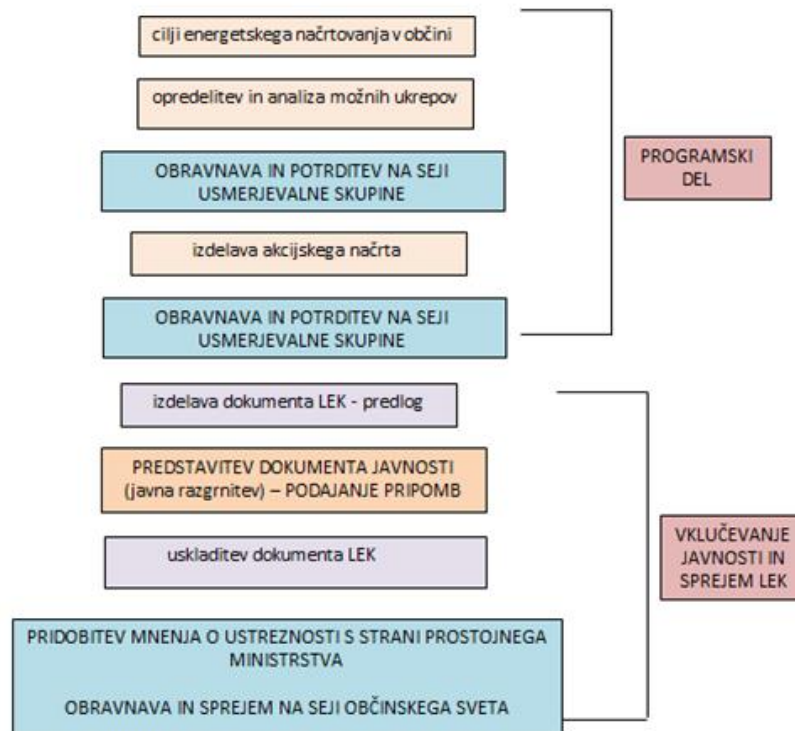 cilji energetskega načrtovanja v občini
opredelitev in analiza možnih ukrepov
OBRAVNAVA IN POTRDITEV NA SEJI
USMERJEVALNE SKUPINE
izdelava akcijskega načrta
OBRAVNAVA IN POTRDITEV NA SEJI
USMERJEVALNE SKUPINE
PROGRAMSKI
DEL
izdelava dokumenta LEK - predlog
PREDSTAVITEV DOKUMENTA JAVNOSTI
(javna razgrnitev) – PODAJANJE PRIPOMB
uskladitev dokumenta LEK
PRIDOBITEV MNENJA O USTREZNOSTI S STRANI PROSTOJNEGA
MINISTRSTVA
OBRAVNAVA IN SPREJEM NA SEJI OBČINSKEGA SVETA
VKLUČEVANJE
JAVNOSTI IN
SPREJEM LEK